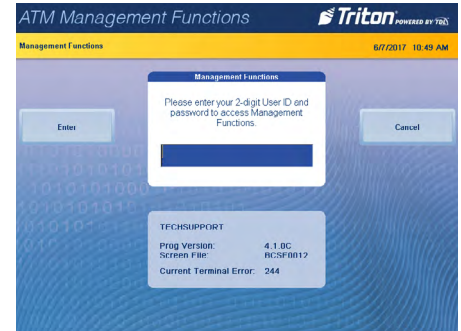 ATM Management Functions
Triton POWERED BY TDL
Management Functions
6/7/2017 10:49 AM
Management Functions
Please enter your 2-digit User ID and
password to access Management
Functions.
Enter
Cancel
TECHSUPPORT
Prog Version: 4.1.0C
Screen File: BCSF0012
Current Terminal Error: 244